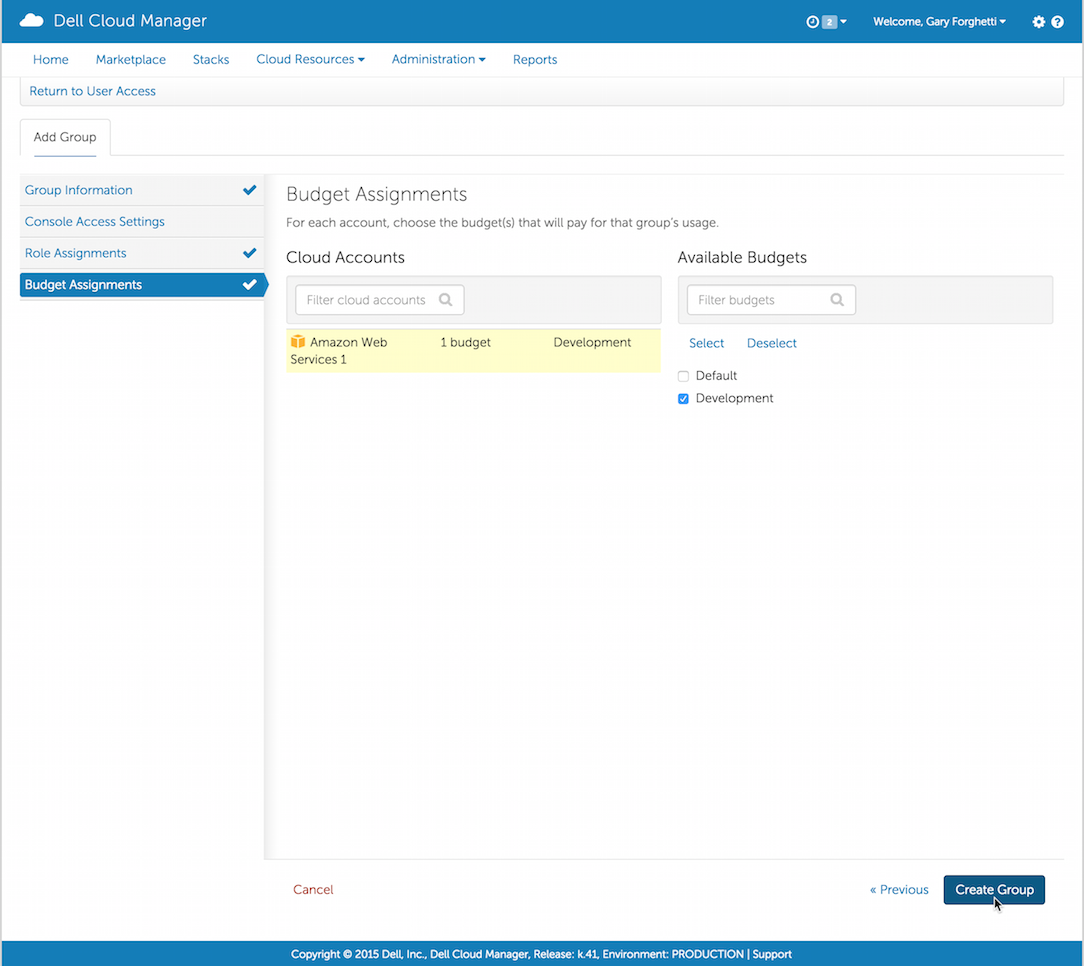 Dell Cloud Manager
2
Welcome, Gary Forghetti
Home Marketplace Stacks Cloud Resources Administration Reports
Return to User Access
Add Group
Group Information
Console Access Settings
Role Assignments
Budget Assignments
Budget Assignments
For each account, choose the budget(s) that will pay for that group's usage.
Cloud Accounts
Filter cloud accounts
Amazon Web Services 1 1 budget Development
Available Budgets
Filter budgets
Select Deselect
Default
Development
Cancel
« Previous
Create Group
Copyright © 2015 Dell, Inc., Dell Cloud Manager, Release: k.41, Environment: PRODUCTION | Support